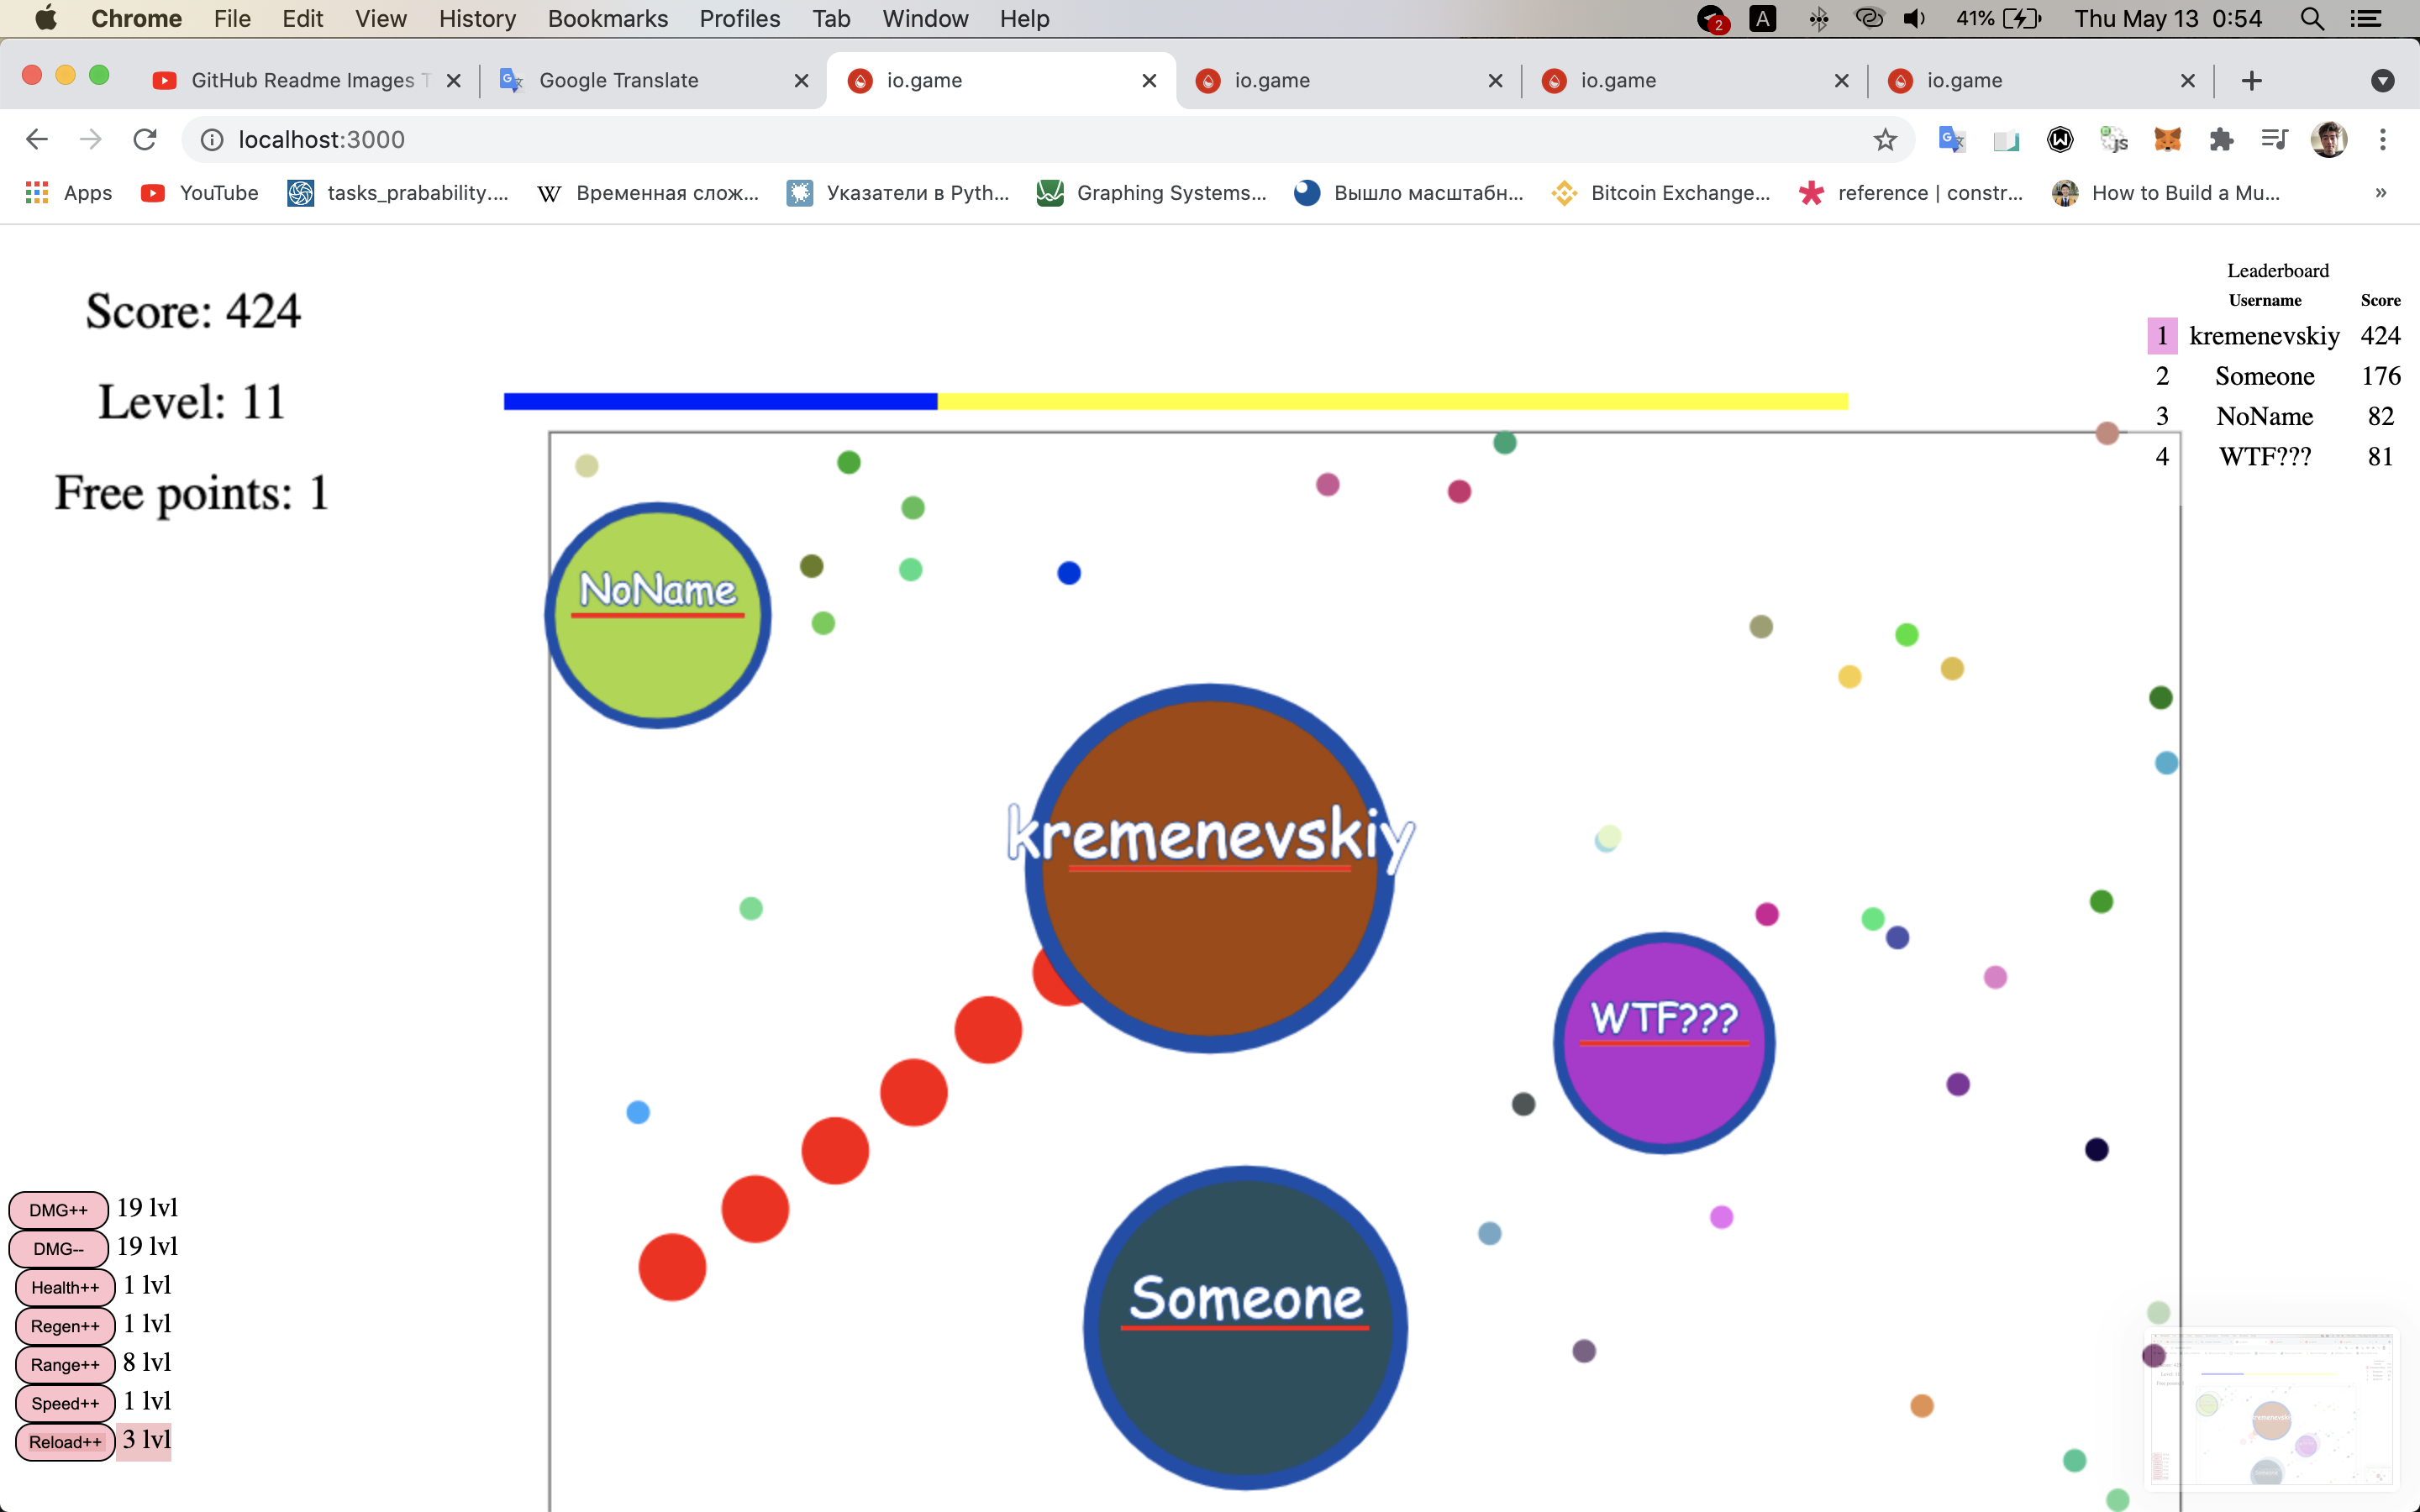 Chrome File Edit View History Bookmarks Profiles Tab Window Help 2 A 41% Thu May 13 0:54
GitHub Readme Images Google Translate io.game io.game io.game io.game
localhost:3000
Apps YouTube tasks_prabability.... W Временная слож... Указатели в Pyth... Graphing Systems... Вышло масштабн... Bitcoin Exchange... reference | constr... How to Build a Mu... »
Score: 424
Level: 11
Free points: 1
Leaderboard
Username Score
1 kremenevskiy 424
2 Someone 176
3 NoName 82
4 WTF??? 81
NoName
kremenevskiy
WTF???
Someone
DMG++ 19 lvl
DMG-- 19 lvl
Health++ 1 lvl
Regen++ 1 lvl
Range++ 8 lvl
Speed++ 1 lvl
Reload++ 3 lvl